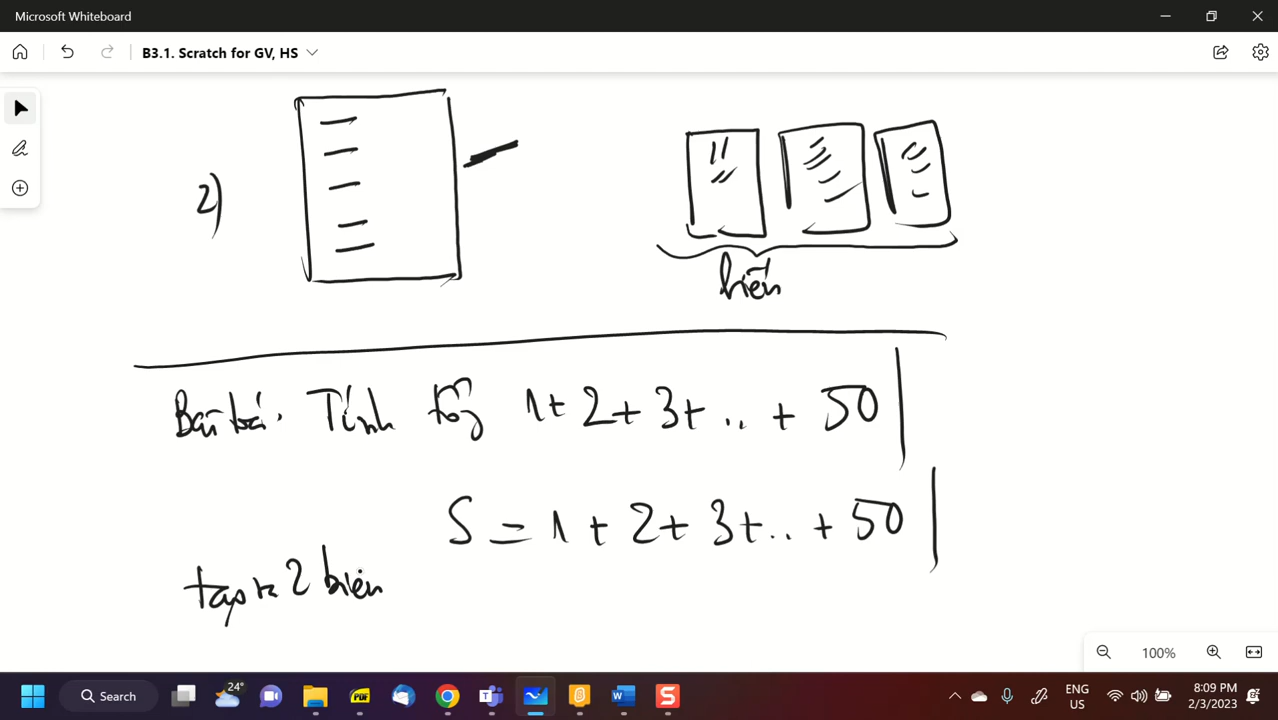 Microsoft Whiteboard
B3.1. Scratch for GV, HS
2)
biến
Bài toán. Tính tổng 1 + 2 + 3 + .. + 50
S = 1 + 2 + 3 + .. + 50
tạo ra 2 biến
100%
Search
24°
PDF
ENG
US
8:09 PM
2/3/2023